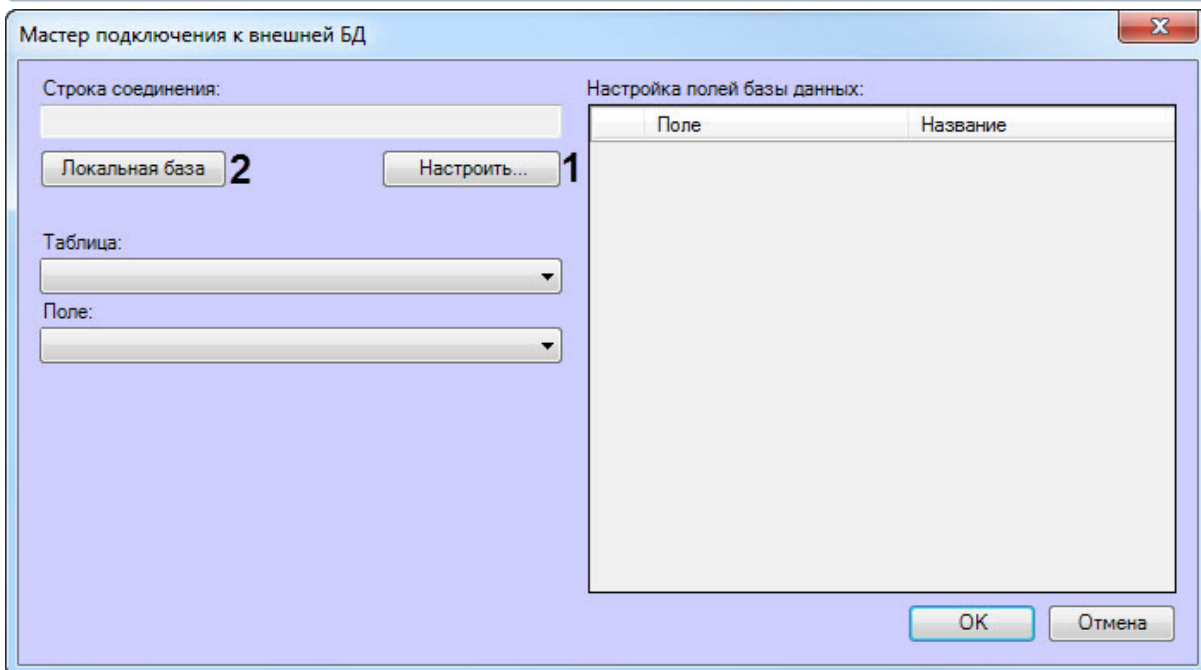 Мастер подключения к внешней БД
Строка соединения:
Локальная база 2
Настроить... 1
Таблица:
Поле:
Настройка полей базы данных:
Поле Название
OK Отмена